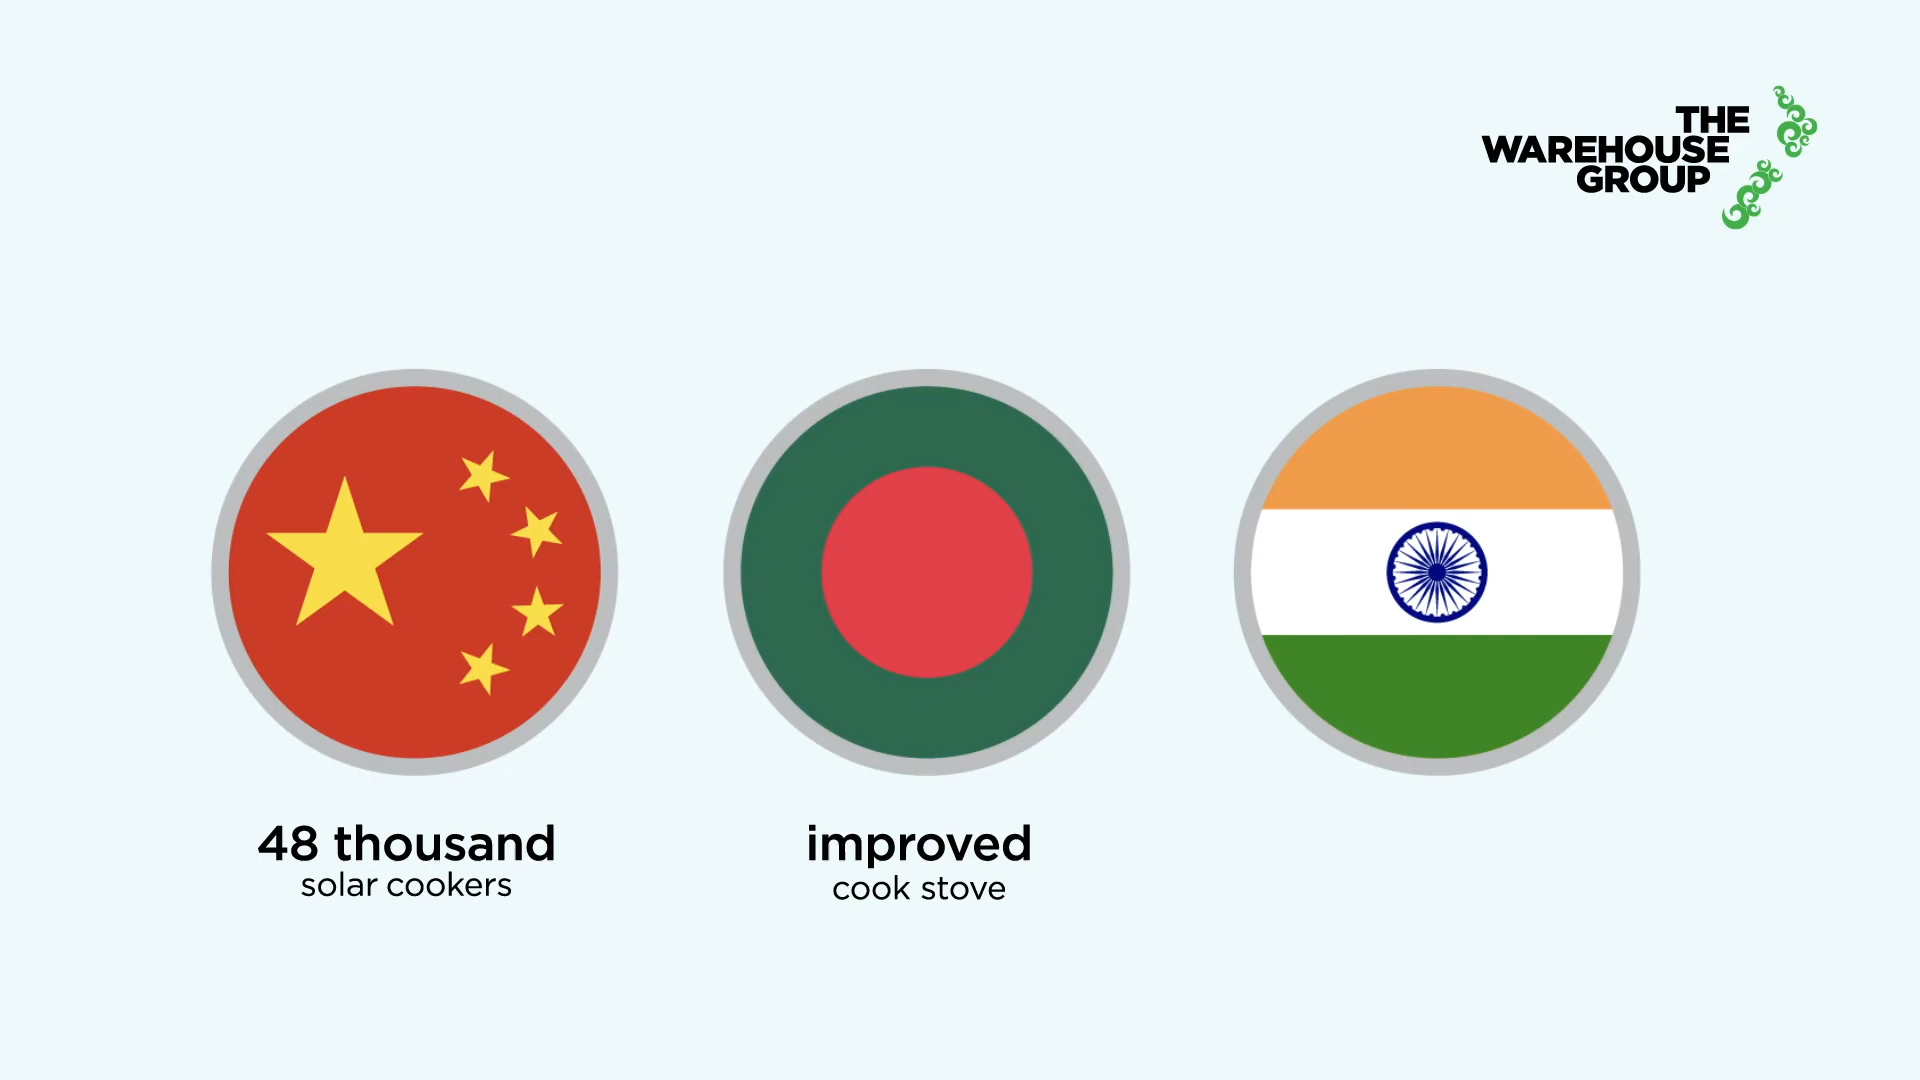 THE
WAREHOUSE
GROUP
48 thousand
solar cookers
improved
cook stove